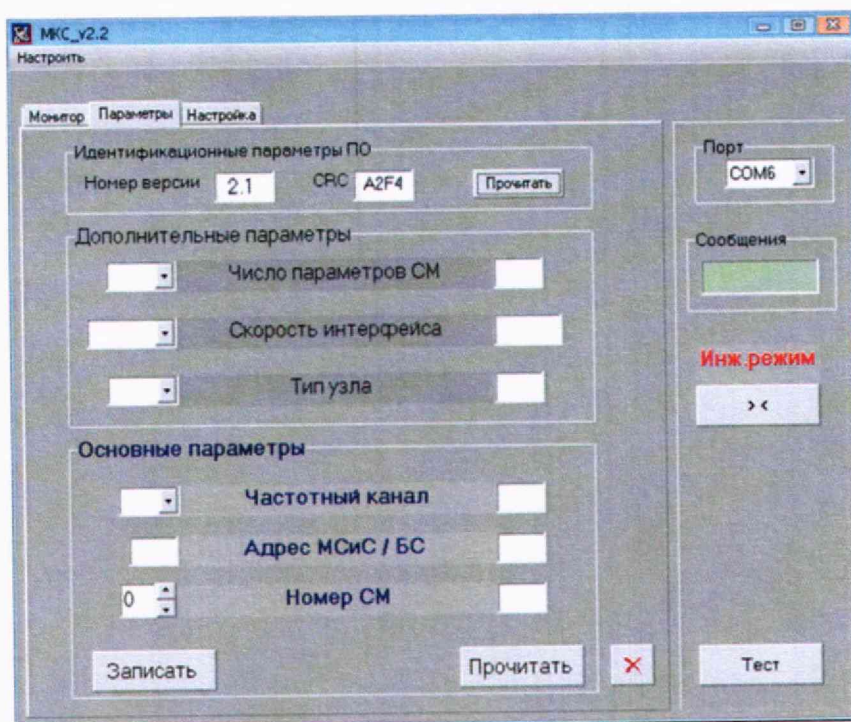 МКС_v2.2
Настроить
Монитор Параметры Настройка
Идентификационные параметры ПО
Номер версии 2.1 CRC A2F4 Прочитать
Дополнительные параметры
Число параметров СМ
Скорость интерфейса
Тип узла
Основные параметры
Частотный канал
Адрес МСиС / БС
0 Номер СМ
Записать Прочитать
Порт
COM6
Сообщения
Инж.режим
> <
Тест